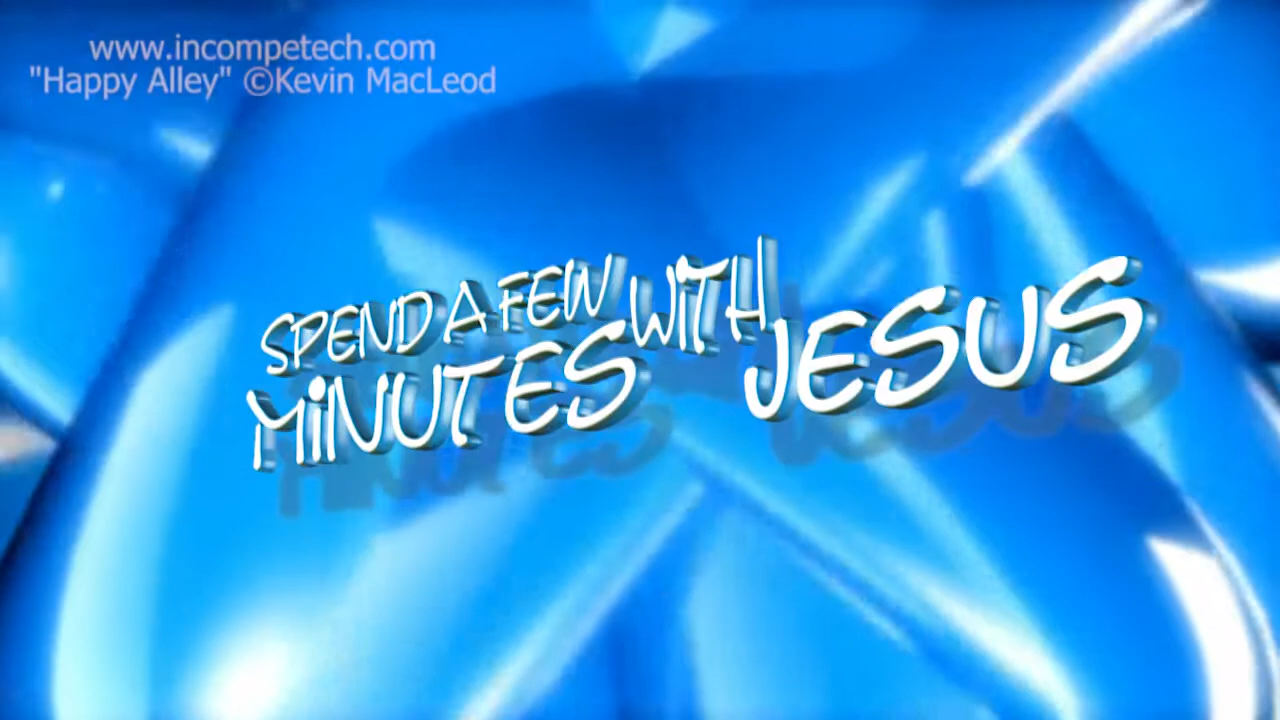 www.incompetech.com
"Happy Alley" ©Kevin MacLeod
SPEND A FEW
MiNUTES
WiTH
JESUS